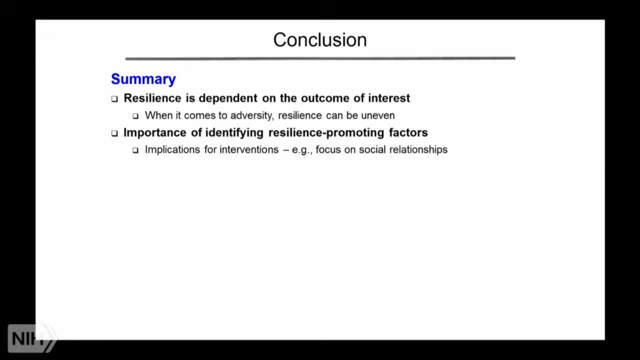 Conclusion
Summary
Resilience is dependent on the outcome of interest
When it comes to adversity, resilience can be uneven
Importance of identifying resilience-promoting factors
Implications for interventions – e.g., focus on social relationships
NIH